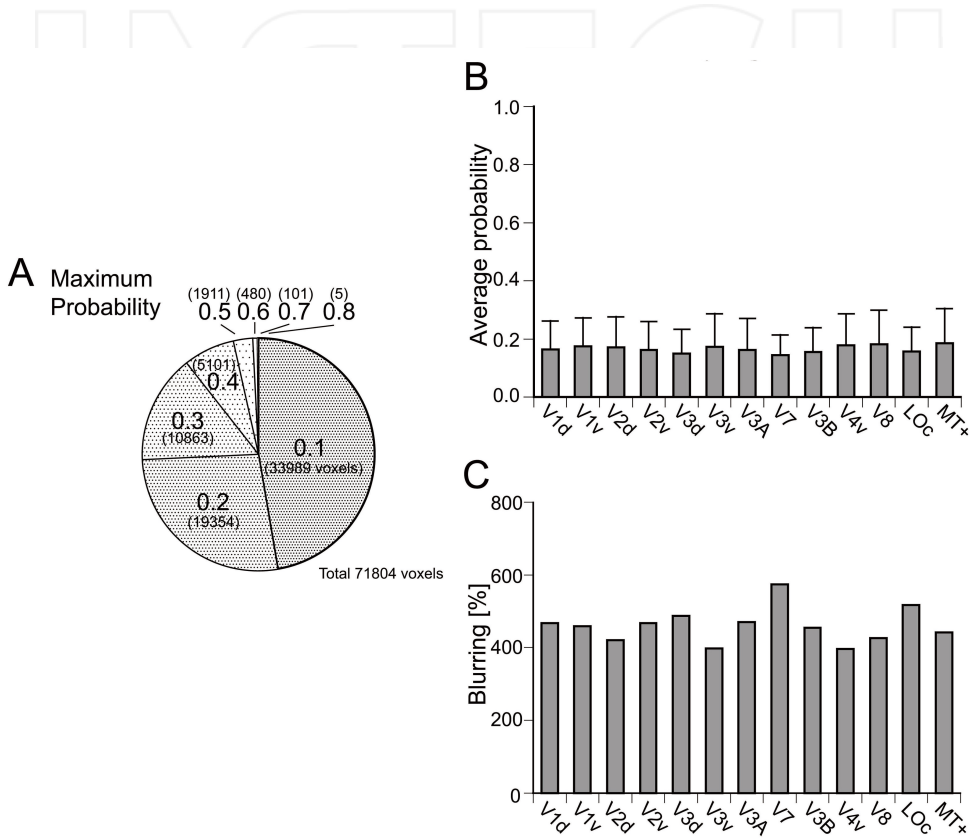 INTECH
A
Maximum
Probability
(1911) (480) (101) (5)
0.5 0.6 0.7 0.8
(5101)
0.4
0.3
(10863)
0.1
(33989 voxels)
0.2
(19354)
Total 71804 voxels
B
Average probability
1.0
0.8
0.6
0.4
0.2
0.0
V1d V1v V2d V2v V3d V3v V3A V7 V3B V4v V8 LOc MT+
C
Blurring [%]
800
600
400
200
0
V1d V1v V2d V2v V3d V3v V3A V7 V3B V4v V8 LOc MT+